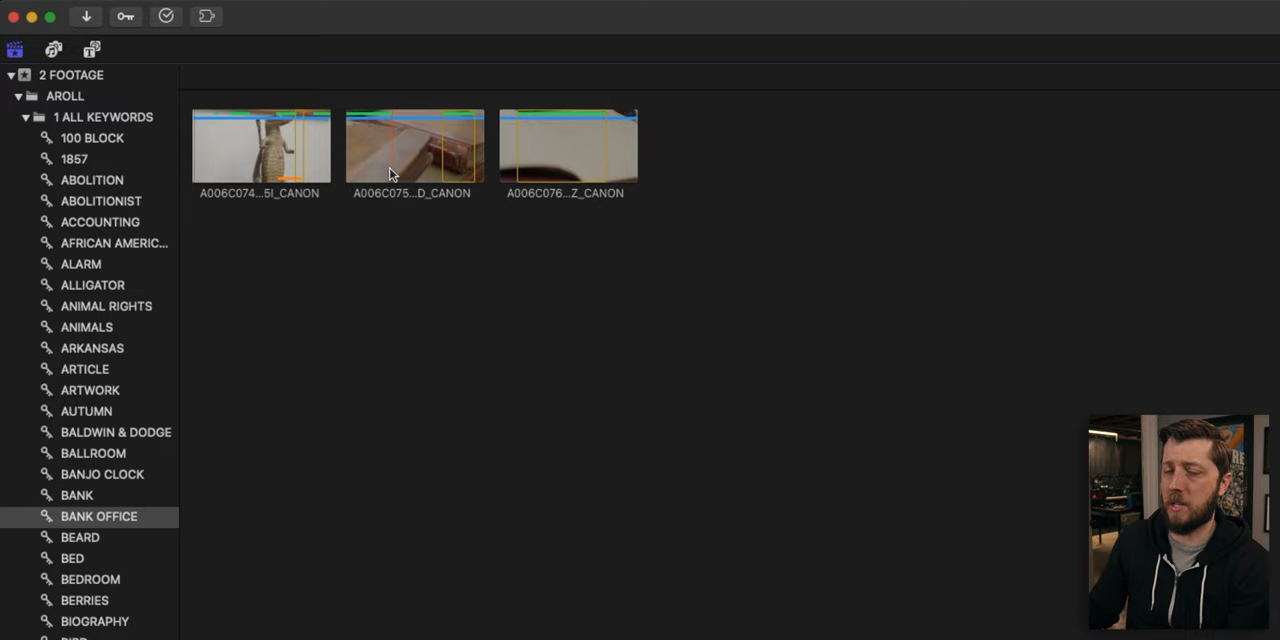 2 FOOTAGE
AROLL
1 ALL KEYWORDS
100 BLOCK
1857
ABOLITION
ABOLITIONIST
ACCOUNTING
AFRICAN AMERIC...
ALARM
ALLIGATOR
ANIMAL RIGHTS
ANIMALS
ARKANSAS
ARTICLE
ARTWORK
AUTUMN
BALDWIN & DODGE
BALLROOM
BANJO CLOCK
BANK
BANK OFFICE
BEARD
BED
BEDROOM
BERRIES
BIOGRAPHY
A006C074...5I_CANON
A006C075...D_CANON
A006C076...Z_CANON